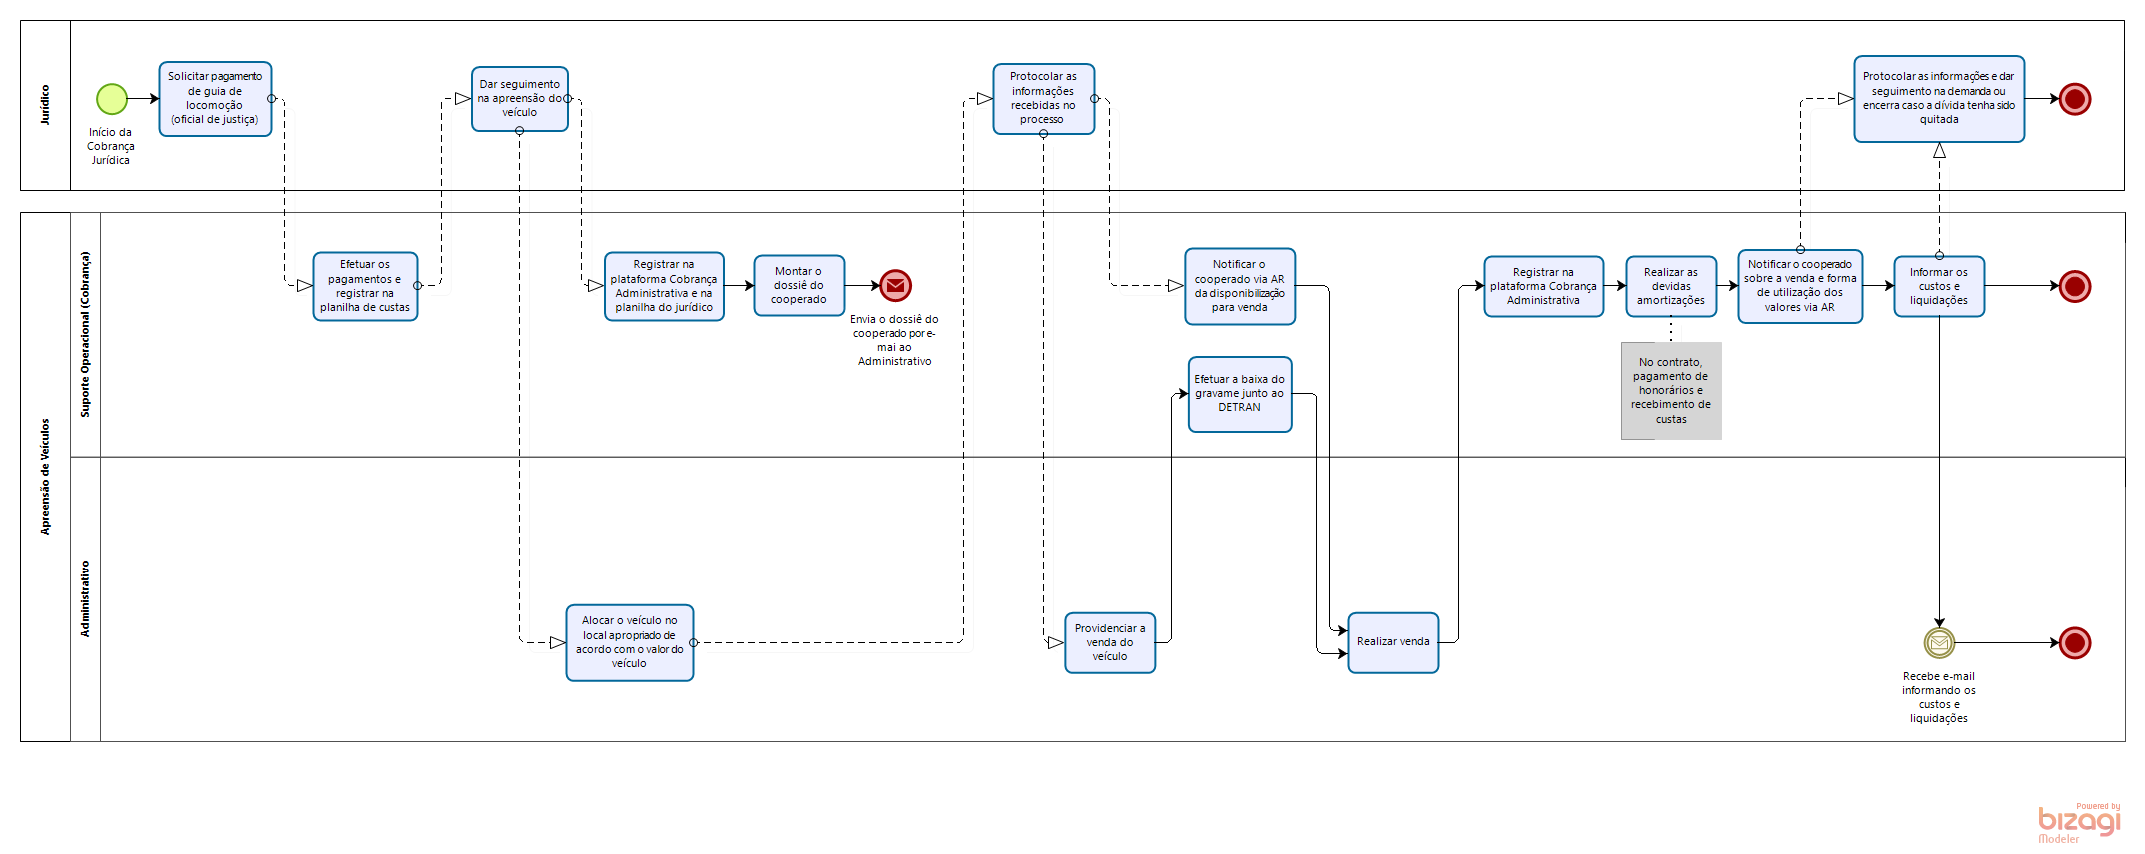 Jurídico
Início da
Cobrança
Jurídica
Solicitar pagamento
de guia de
locomoção
(oficial de justiça)
Dar seguimento
na apreensão do
veículo
Protocolar as
informações
recebidas no
processo
Protocolar as informações e dar
seguimento na demanda ou
encerra caso a dívida tenha sido
quitada
Apreensão de Veículos
Suporte Operacional (Cobrança)
Efetuar os
pagamentos e
registrar na
planilha de custas
Registrar na
plataforma Cobrança
Administrativa e na
planilha do jurídico
Montar o
dossiê do
cooperado
Envia o dossiê do
cooperado por e-
mai ao
Administrativo
Notificar o
cooperado via AR
da disponibilização
para venda
Efetuar a baixa do
gravame junto ao
DETRAN
Registrar na
plataforma Cobrança
Administrativa
Realizar as
devidas
amortizações
No contrato,
pagamento de
honorários e
recebimento de
custas
Notificar o cooperado
sobre a venda e forma
de utilização dos
valores via AR
Informar os
custos e
liquidações
Administrativo
Alocar o veículo no
local apropriado de
acordo com o valor do
veículo
Providenciar a
venda do
veículo
Realizar venda
Recebe e-mail
informando os
custos e
liquidações
Powered by
bizagi
Modeler